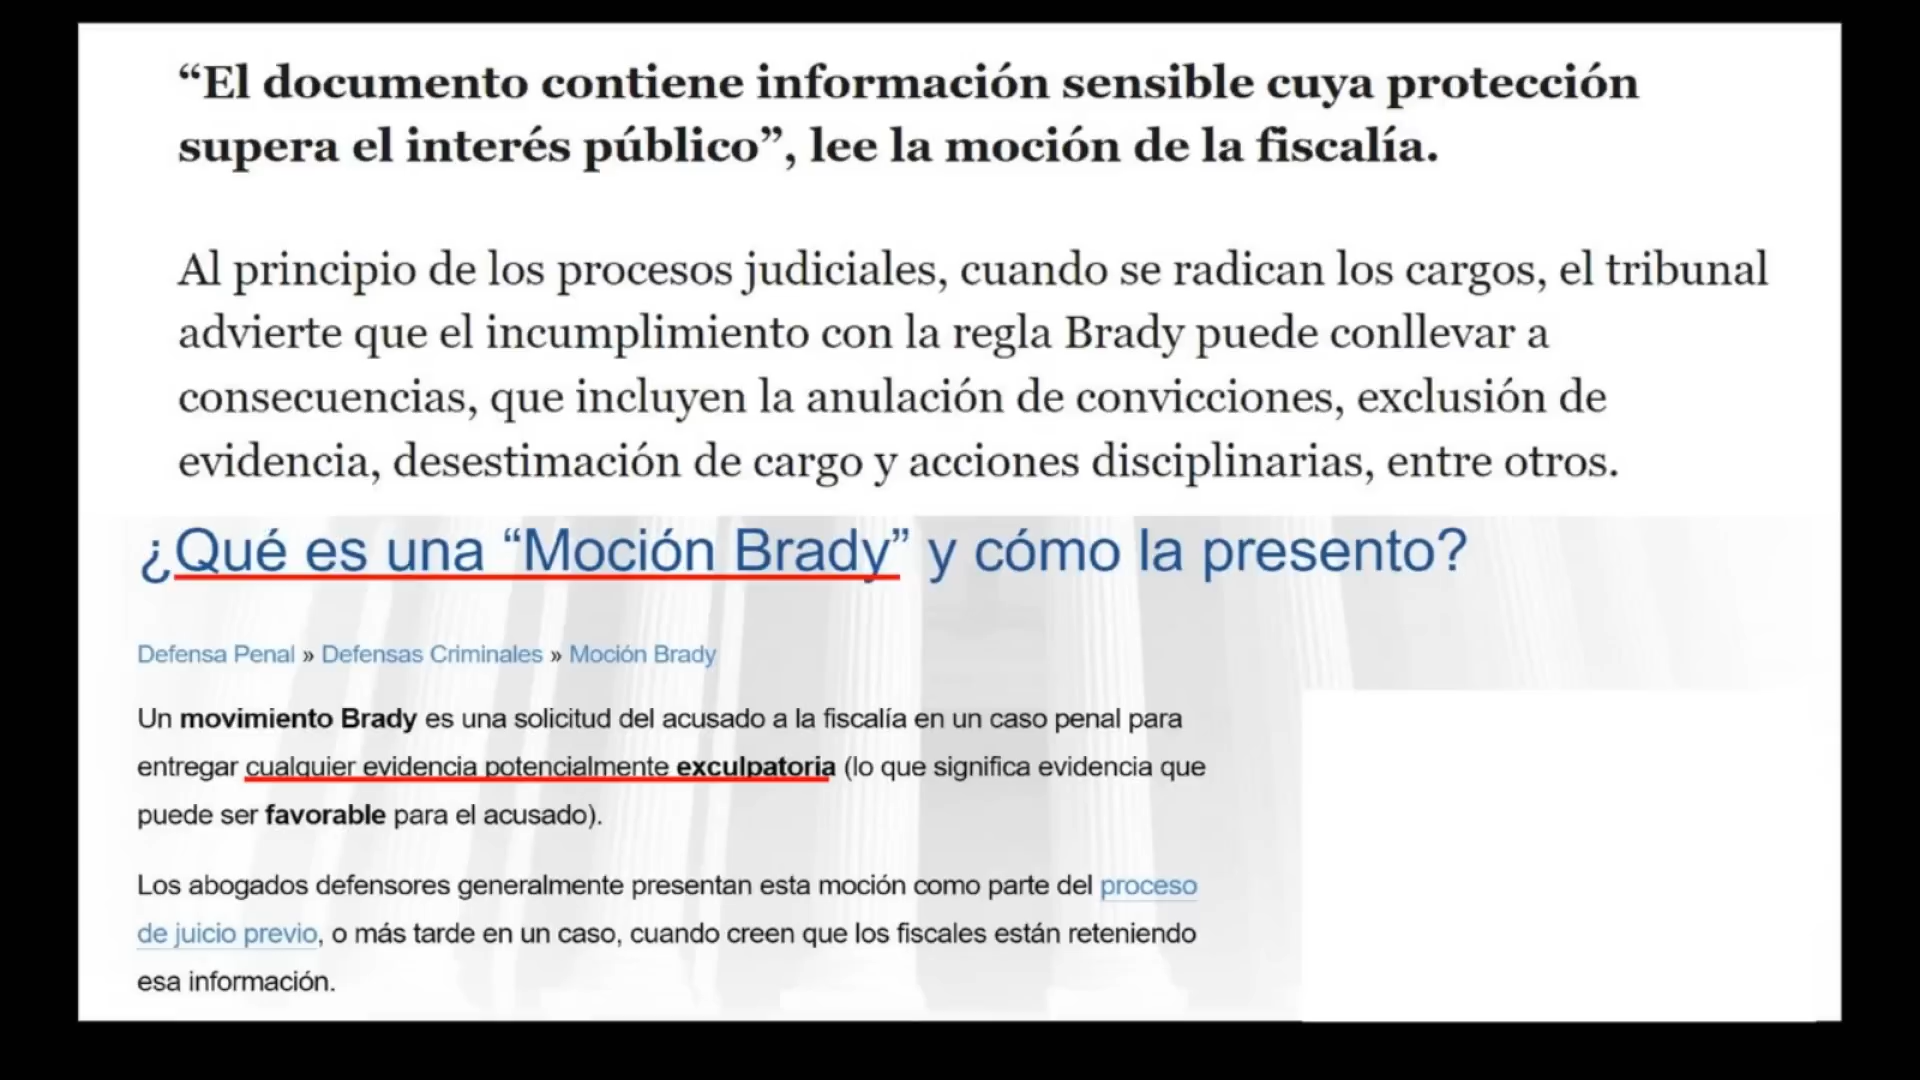 “El documento contiene información sensible cuya protección
supera el interés público”, lee la moción de la fiscalía.
Al principio de los procesos judiciales, cuando se radican los cargos, el tribunal
advierte que el incumplimiento con la regla Brady puede conllevar a
consecuencias, que incluyen la anulación de convicciones, exclusión de
evidencia, desestimación de cargo y acciones disciplinarias, entre otros.
¿Qué es una “Moción Brady” y cómo la presento?
Defensa Penal » Defensas Criminales » Moción Brady
Un movimiento Brady es una solicitud del acusado a la fiscalía en un caso penal para
entregar cualquier evidencia potencialmente exculpatoria (lo que significa evidencia que
puede ser favorable para el acusado).
Los abogados defensores generalmente presentan esta moción como parte del proceso
de juicio previo, o más tarde en un caso, cuando creen que los fiscales están reteniendo
esa información.